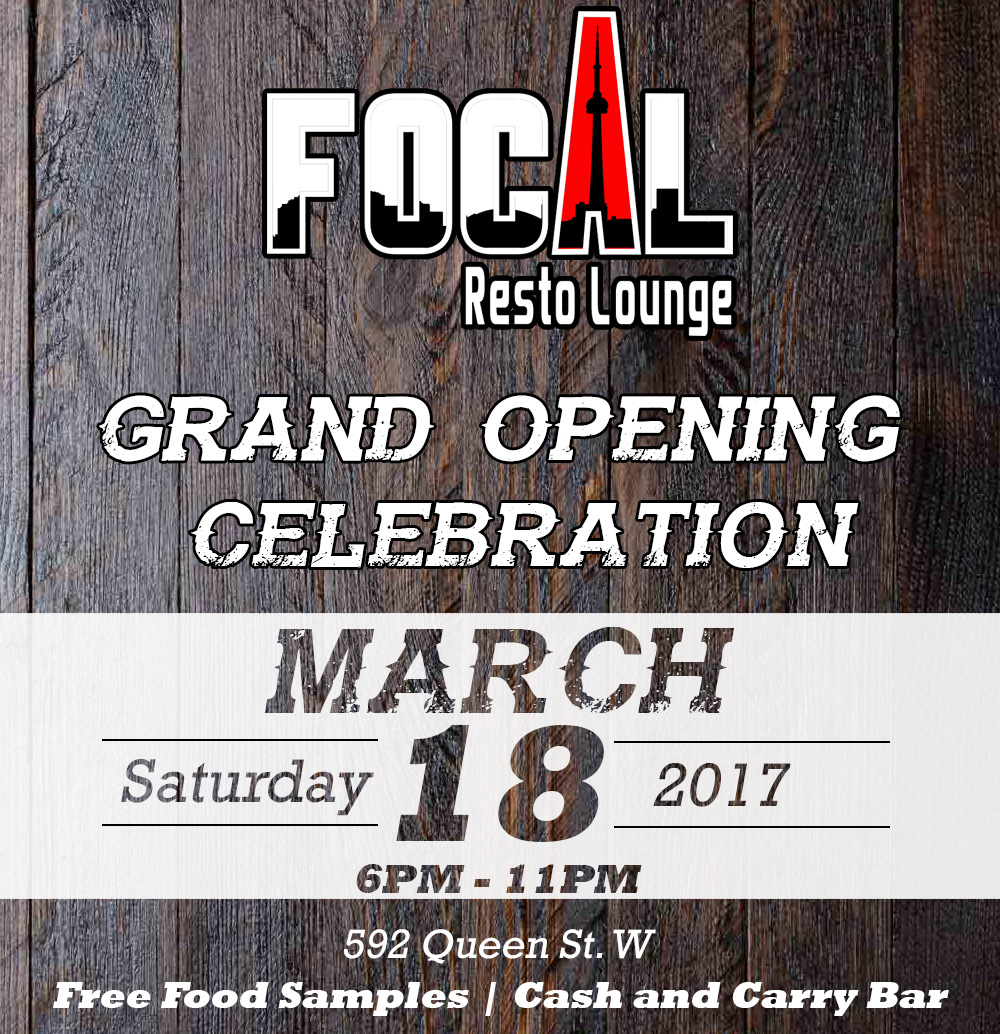 FOCAL
Resto Lounge
GRAND OPENING
CELEBRATION
MARCH
Saturday 18 2017
6PM - 11PM
592 Queen St. W
Free Food Samples | Cash and Carry Bar